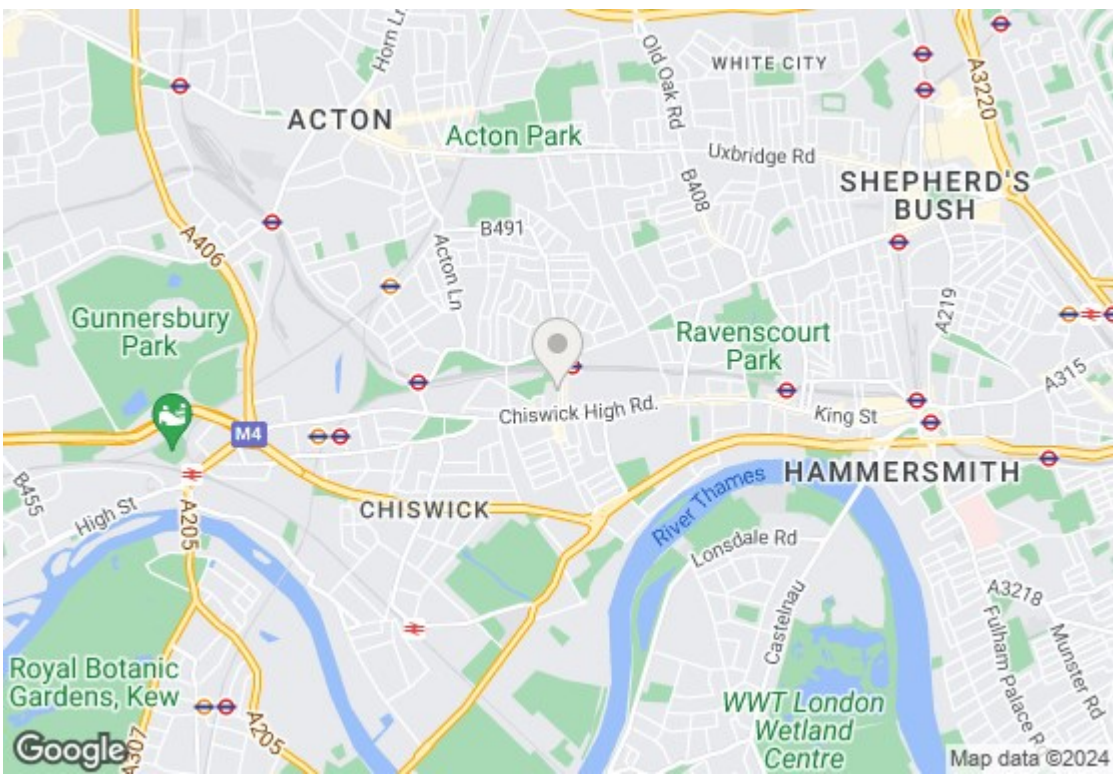 Horn Ln
Old Oak Rd
WHITE CITY
A3220
ACTON
Acton Park
Uxbridge Rd
SHEPHERD'S
BUSH
B408
B491
A406
Acton Ln
A219
Gunnersbury
Park
Ravenscourt
Park
A315
Chiswick High Rd.
King St
M4
HAMMERSMITH
B455
High St
A205
CHISWICK
River Thames
Lonsdale Rd
A3218
Castelnau
Fulham Palace Rd
Munster Rd
Royal Botanic
Gardens, Kew
A307
A205
WWT London
Wetland
Centre
Google
Map data ©2024